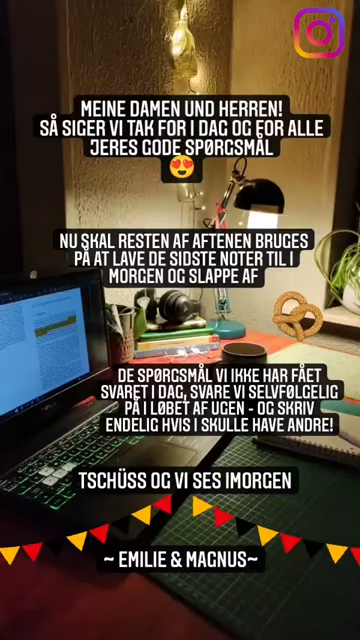 MEINE DAMEN UND HERREN!
SÅ SIGER VI TAK FOR I DAG OG FOR ALLE
JERES GODE SPØRGSMÅL
😍
NU SKAL RESTEN AF AFTENEN BRUGES
PÅ AT LAVE DE SIDSTE NOTER TIL I
MORGEN OG SLAPPE AF
DE SPØRGSMÅL VI IKKE HAR FÅET
SVARET I DAG, SVARE VI SELVFØLGELIG
PÅ I LØBET AF UGEN - OG SKRIV
ENDELIG HVIS I SKULLE HAVE ANDRE!
TSCHÜSS OG VI SES IMORGEN
~ EMILIE & MAGNUS~